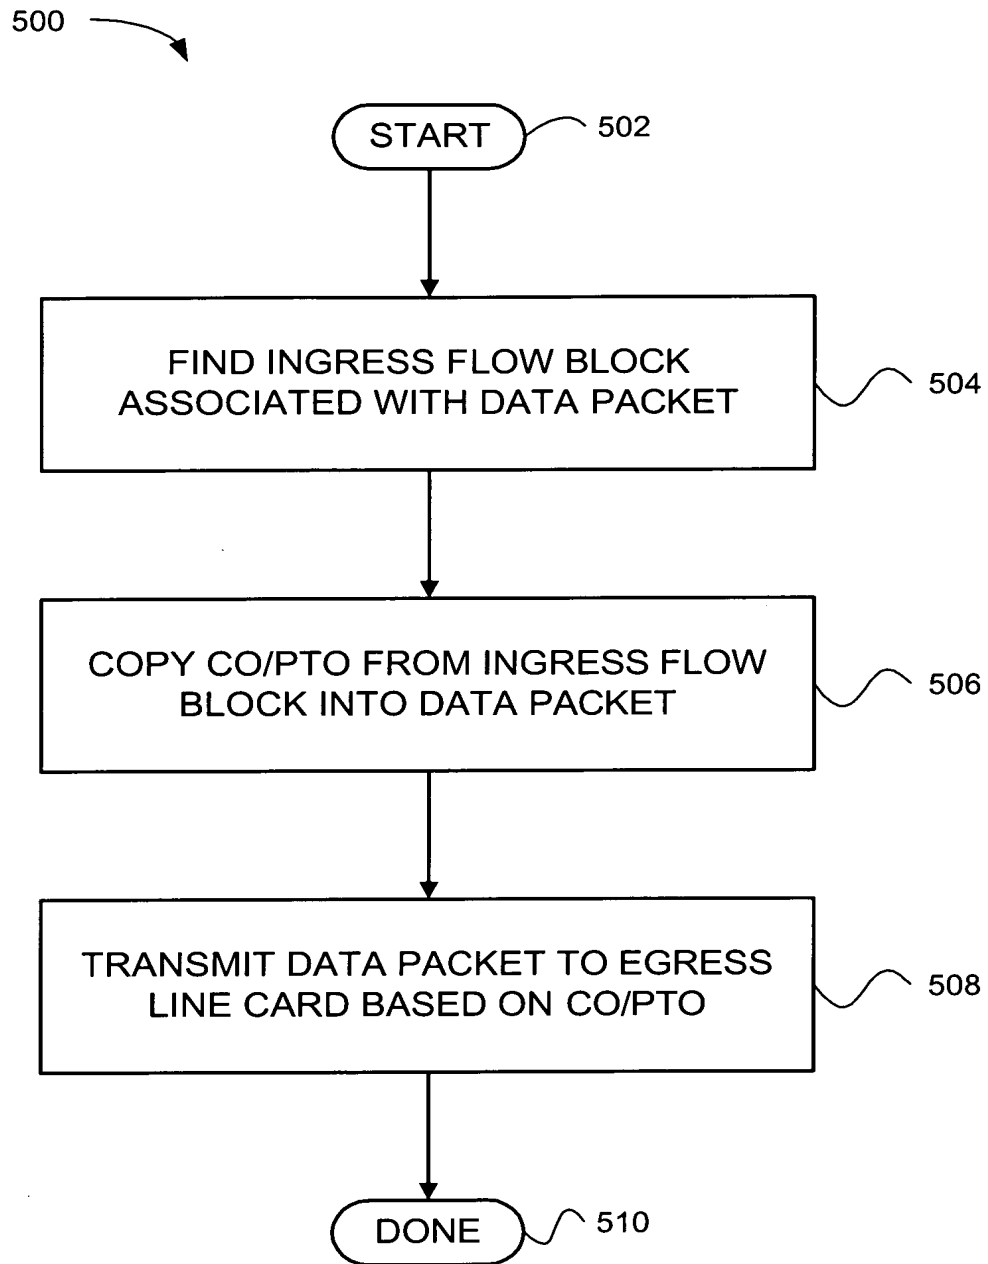 500
START
502
FIND INGRESS FLOW BLOCK
ASSOCIATED WITH DATA PACKET
504
COPY CO/PTO FROM INGRESS FLOW
BLOCK INTO DATA PACKET
506
TRANSMIT DATA PACKET TO EGRESS
LINE CARD BASED ON CO/PTO
508
DONE
510